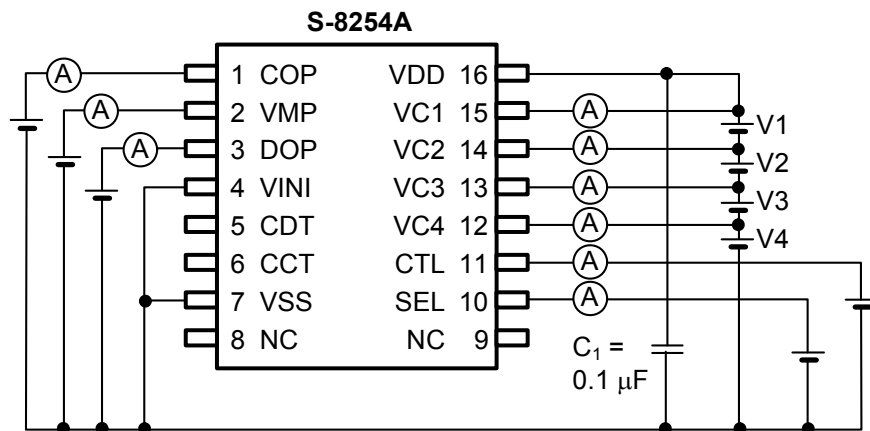 S-8254A
A 1 COP VDD 16
A 2 VMP VC1 15 A V1
A 3 DOP VC2 14 A V2
4 VINI VC3 13 A V3
5 CDT VC4 12 A V4
6 CCT CTL 11 A
7 VSS SEL 10 A
8 NC NC 9
C1 =
0.1 μF